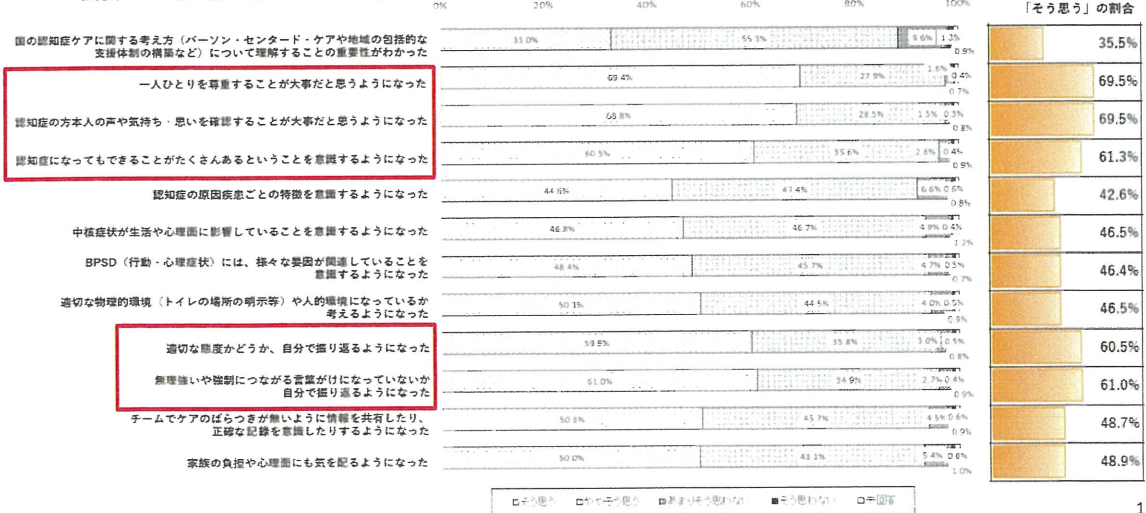 0% 20% 40% 60% 80% 100%
「そう思う」の割合
国の認知症ケアに関する考え方（パーソン・センタード・ケアや地域の包括的な
支援体制の構築など）について理解することの重要性がわかった
33.0% 55.3% 9.6% 1.3% 0.9% 35.5%
一人ひとりを尊重することが大事だと思うようになった
69.4% 27.9% 1.6% 0.4% 0.7% 69.5%
認知症の方本人の声や気持ち・思いを確認することが大事だと思うようになった
68.8% 28.5% 1.5% 0.3% 0.8% 69.5%
認知症になってもできることがたくさんあるということを意識するようになった
60.5% 35.6% 2.6% 0.4% 0.9% 61.3%
認知症の原因疾患ごとの特徴を意識するようになった
44.6% 47.4% 6.6% 0.6% 0.8% 42.6%
中核症状が生活や心理面に影響していることを意識するようになった
46.8% 46.7% 4.9% 0.4% 1.2% 46.5%
BPSD（行動・心理症状）には、様々な要因が関連していることを
意識するようになった
48.4% 45.7% 4.7% 0.5% 0.7% 46.4%
適切な物理的環境（トイレの場所の明示等）や人的環境になっているか
考えるようになった
50.1% 44.5% 4.0% 0.5% 0.9% 46.5%
適切な態度かどうか、自分で振り返るようになった
59.8% 35.8% 3.0% 0.5% 0.8% 60.5%
無理強いや強制につながる言葉がけになっていないか
自分で振り返るようになった
61.0% 34.9% 2.7% 0.4% 0.9% 61.0%
チームでケアのばらつきが無いように情報を共有したり、
正確な記録を意識したりするようになった
50.3% 45.7% 4.5% 0.6% 0.9% 48.7%
家族の負担や心理面にも気を配るようになった
50.0% 43.1% 5.4% 0.6% 1.0% 48.9%
そう思う ややそう思う あまりそう思わない そう思わない 無回答
1